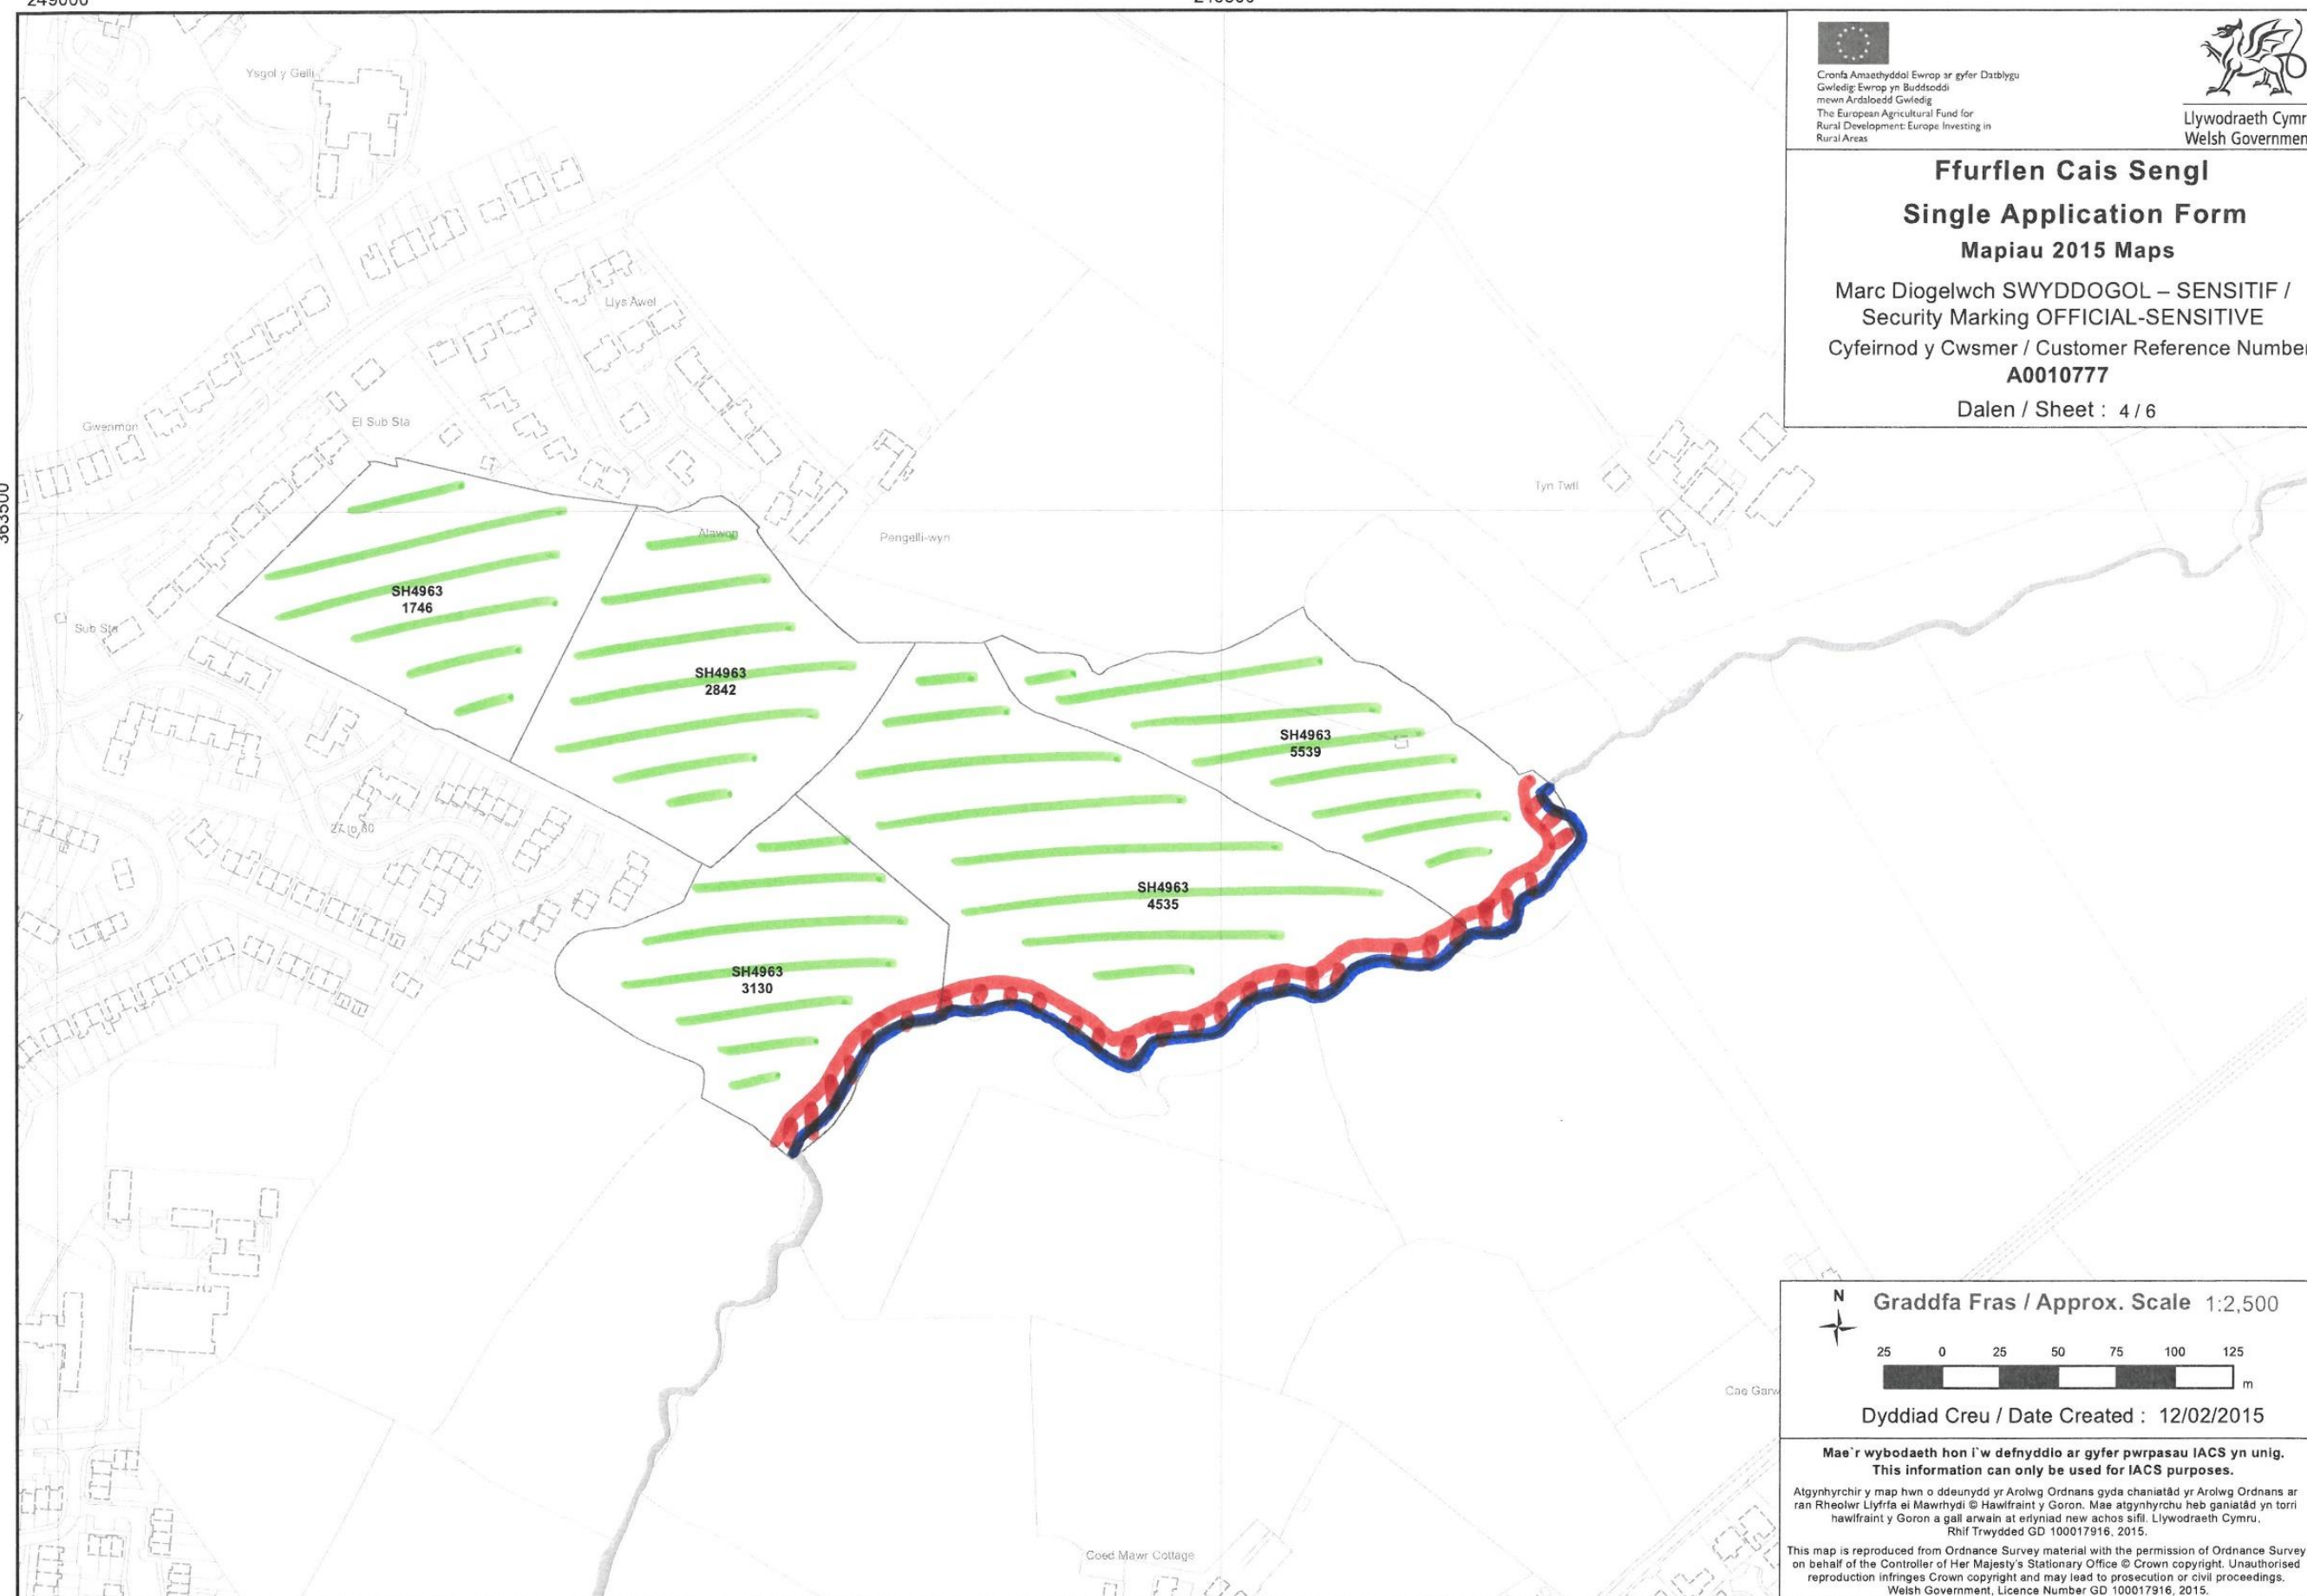 249000
Ysgol y Gelli
Llys Awel
Gwenmon
El Sub Sta
Alawon
Pengelli-wyn
Tyn Twll
363500
Sub Sta
SH4963
1746
SH4963
2842
SH4963
5539
SH4963
4535
SH4963
3130
27 to 80
Cae Garw
Coed Mawr Cottage
Cronfa Amaethyddol Ewrop ar gyfer Datblygu
Gwledig: Ewrop yn Buddsoddi
mewn Ardaloedd Gwledig
The European Agricultural Fund for
Rural Development: Europe Investing in
Rural Areas
Llywodraeth Cymr
Welsh Governmen
Ffurflen Cais Sengl
Single Application Form
Mapiau 2015 Maps
Marc Diogelwch SWYDDOGOL – SENSITIF /
Security Marking OFFICIAL-SENSITIVE
Cyfeirnod y Cwsmer / Customer Reference Number
A0010777
Dalen / Sheet : 4 / 6
N
Graddfa Fras / Approx. Scale 1:2,500
25 0 25 50 75 100 125
m
Dyddiad Creu / Date Created : 12/02/2015
Mae`r wybodaeth hon i`w defnyddio ar gyfer pwrpasau IACS yn unig.
This information can only be used for IACS purposes.
Atgynhyrchir y map hwn o ddeunydd yr Arolwg Ordnans gyda chaniatâd yr Arolwg Ordnans ar
ran Rheolwr Llyfrfa ei Mawrhydi © Hawlfraint y Goron. Mae atgynhyrchu heb ganiatâd yn torri
hawlfraint y Goron a gall arwain at erlyniad new achos sifil. Llywodraeth Cymru,
Rhif Trwydded GD 100017916, 2015.
This map is reproduced from Ordnance Survey material with the permission of Ordnance Survey
on behalf of the Controller of Her Majesty's Stationary Office © Crown copyright. Unauthorised
reproduction infringes Crown copyright and may lead to prosecution or civil proceedings.
Welsh Government, Licence Number GD 100017916, 2015.